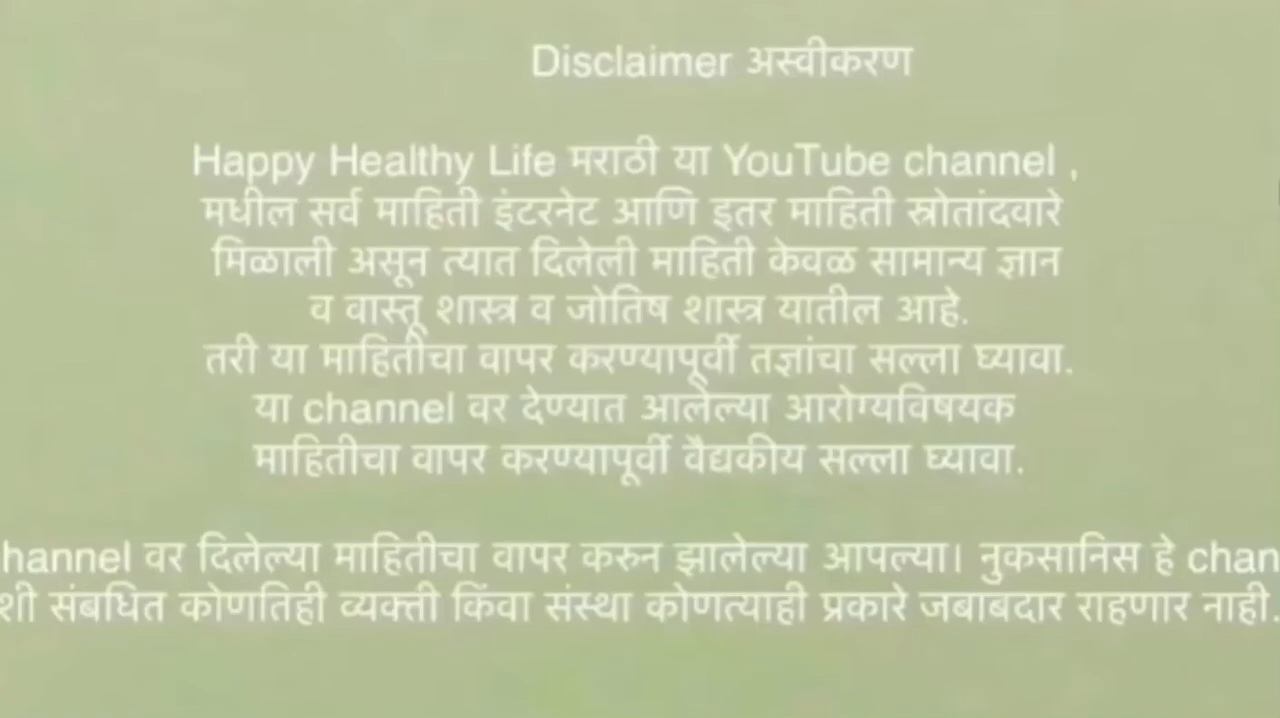 Disclaimer अस्वीकरण
Happy Healthy Life मराठी या YouTube channel ,
मधील सर्व माहिती इंटरनेट आणि इतर माहिती स्रोतांदवारे
मिळाली असून त्यात दिलेली माहिती केवळ सामान्य ज्ञान
व वास्तू शास्त्र व जोतिष शास्त्र यातील आहे.
तरी या माहितीचा वापर करण्यापूर्वी तज्ञांचा सल्ला घ्यावा.
या channel वर देण्यात आलेल्या आरोग्यविषयक
माहितीचा वापर करण्यापूर्वी वैद्यकीय सल्ला घ्यावा.
hannel वर दिलेल्या माहितीचा वापर करुन झालेल्या आपल्या। नुकसानिस हे chan
शी संबधित कोणतिही व्यक्ती किंवा संस्था कोणत्याही प्रकारे जबाबदार राहणार नाही.